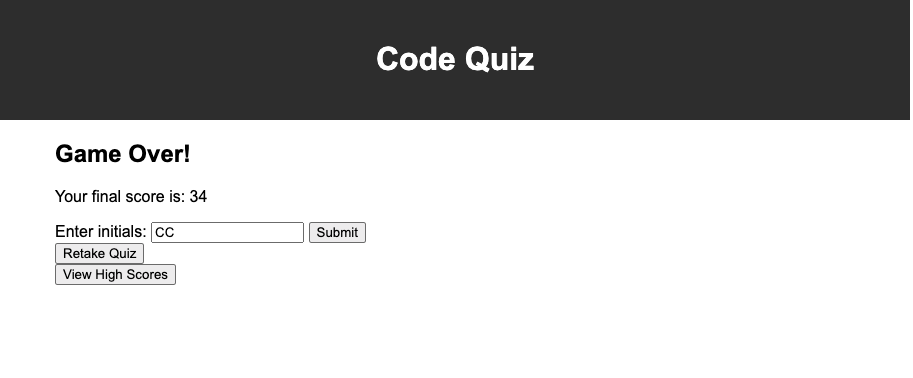 Code Quiz
Game Over!
Your final score is: 34
Enter initials: CC Submit
Retake Quiz
View High Scores